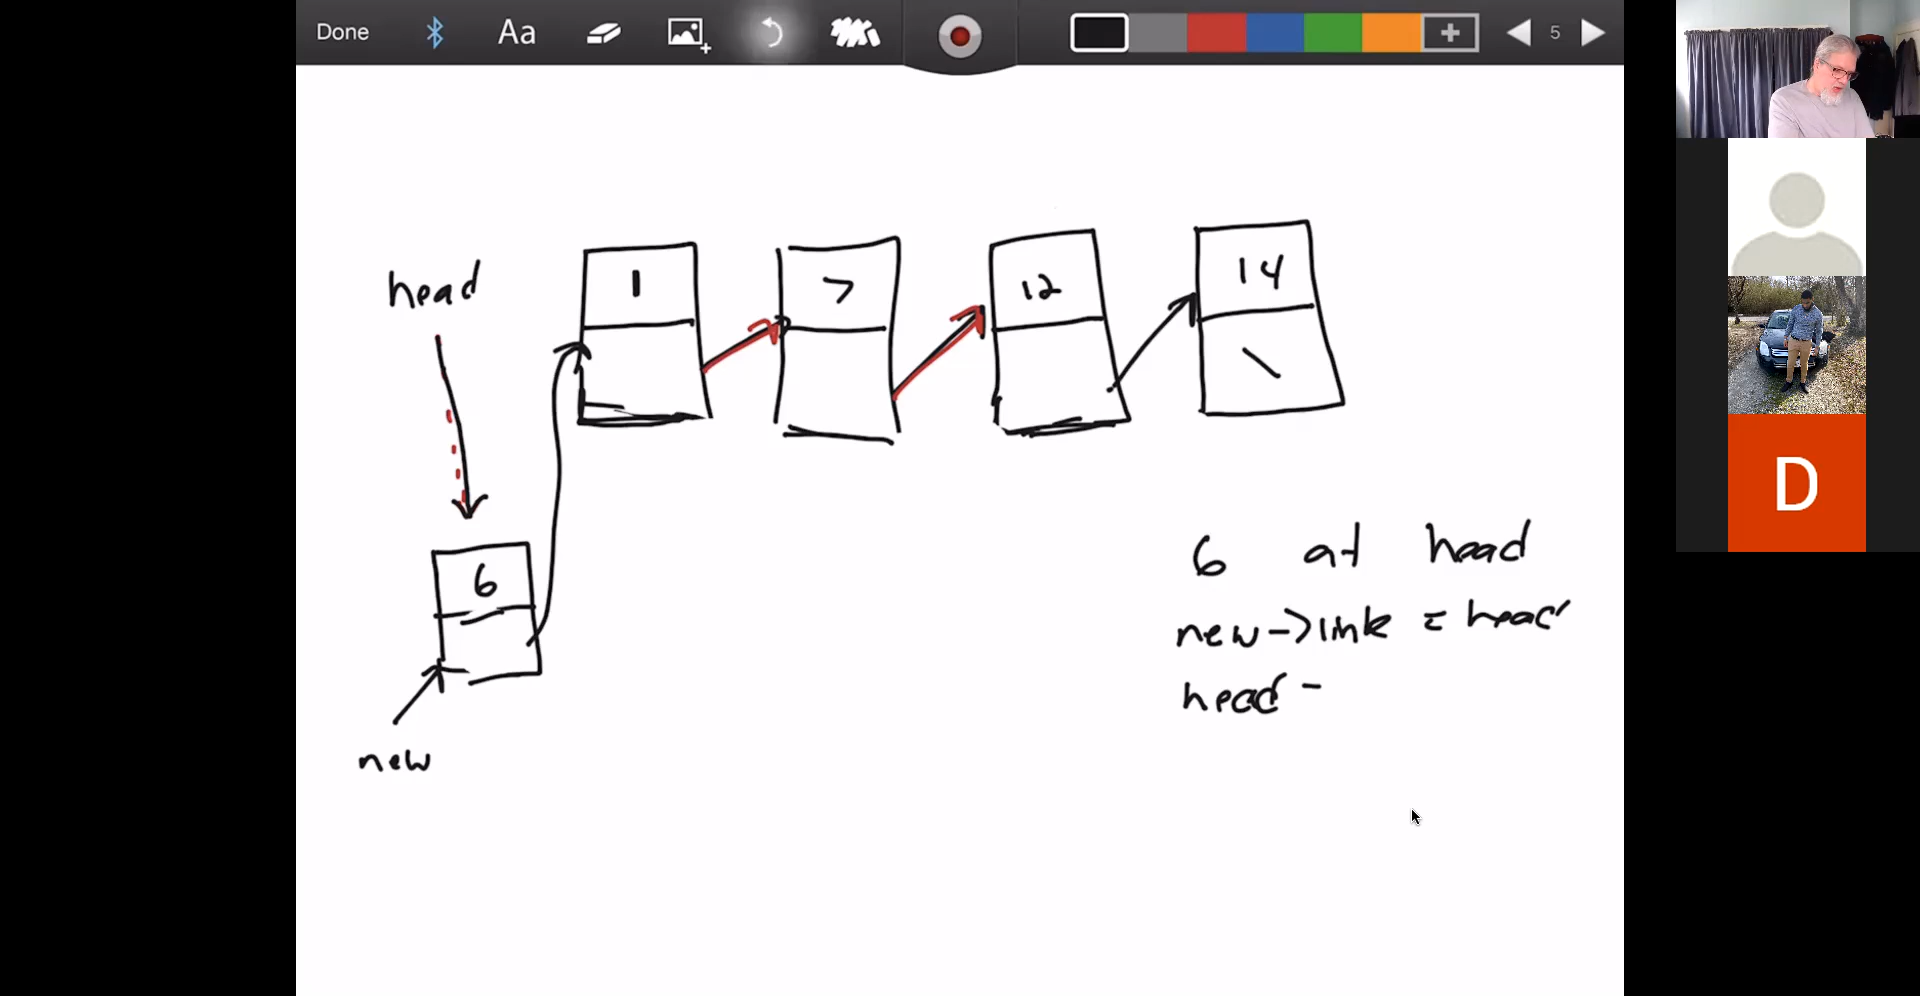 Done Aa 5
head
1 7 12 14
6
new
6 at head
new->link = head
head -
D